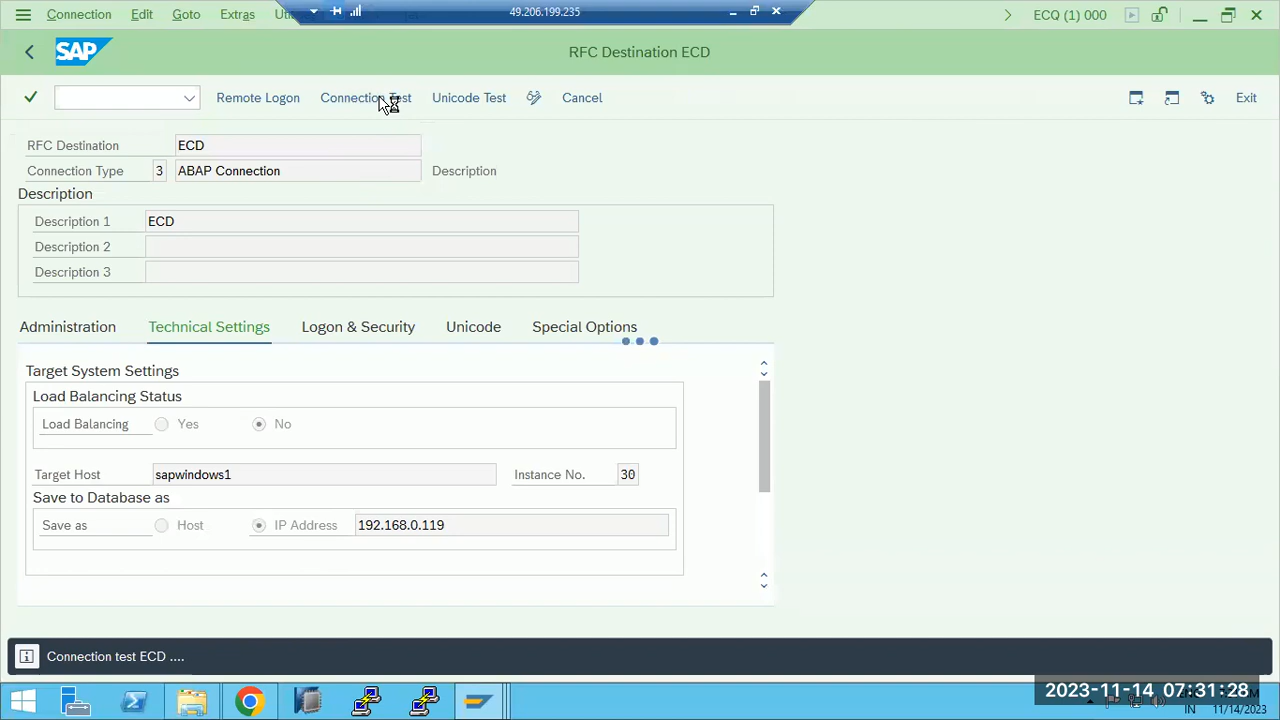 Connection Edit Goto Extras Ut 49.206.199.235 ECQ (1) 000
SAP RFC Destination ECD
Remote Logon Connection Test Unicode Test Cancel Exit
RFC Destination ECD
Connection Type 3 ABAP Connection Description
Description
Description 1 ECD
Description 2
Description 3
Administration Technical Settings Logon & Security Unicode Special Options
Target System Settings
Load Balancing Status
Load Balancing Yes No
Target Host sapwindows1 Instance No. 30
Save to Database as
Save as Host IP Address 192.168.0.119
Connection test ECD ....
2023-11-14 07:31:28
IN 11/14/2023